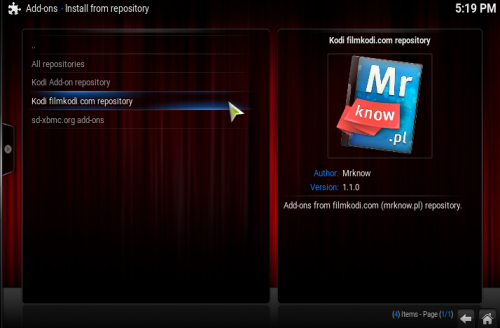 Add-ons · Install from repository
5:19 PM
..
All repositories
Kodi Add-on repository
Kodi filmkodi com repository
sd-xbmc.org add-ons
Kodi filmkodi.com repository
Mr
know
.pl
Author: Mrknow
Version: 1.1.0
Add-ons from filmkodi.com (mrknow.pl) repository.
(4) Items - Page (1/1)